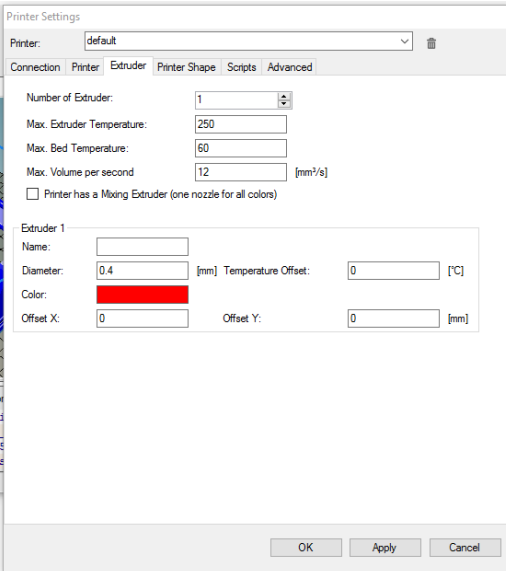 Printer Settings
Printer: default
Connection Printer Extruder Printer Shape Scripts Advanced
Number of Extruder: 1
Max. Extruder Temperature: 250
Max. Bed Temperature: 60
Max. Volume per second 12 [mm³/s]
Printer has a Mixing Extruder (one nozzle for all colors)
Extruder 1
Name:
Diameter: 0.4 [mm] Temperature Offset: 0 [°C]
Color:
Offset X: 0 Offset Y: 0 [mm]
OK Apply Cancel